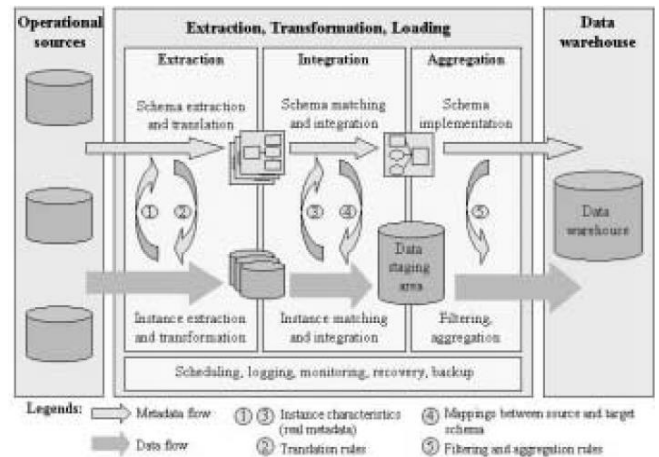 Operational
sources
Extraction, Transformation, Loading
Data
warehouse
Extraction
Integration
Aggregation
Schema extraction
and translation
Schema matching
and integration
Schema
implementation
①
②
③
④
⑤
Data
warehouse
Data
staging
area
Instance extraction
and transformation
Instance matching
and integration
Filtering,
aggregation
Scheduling, logging, monitoring, recovery, backup
Legends:
Metadata flow
① ③ Instance characteristics
(real metadata)
④ Mappings between source and target
schema
Data flow
② Translation rules
⑤ Filtering and aggregation rules